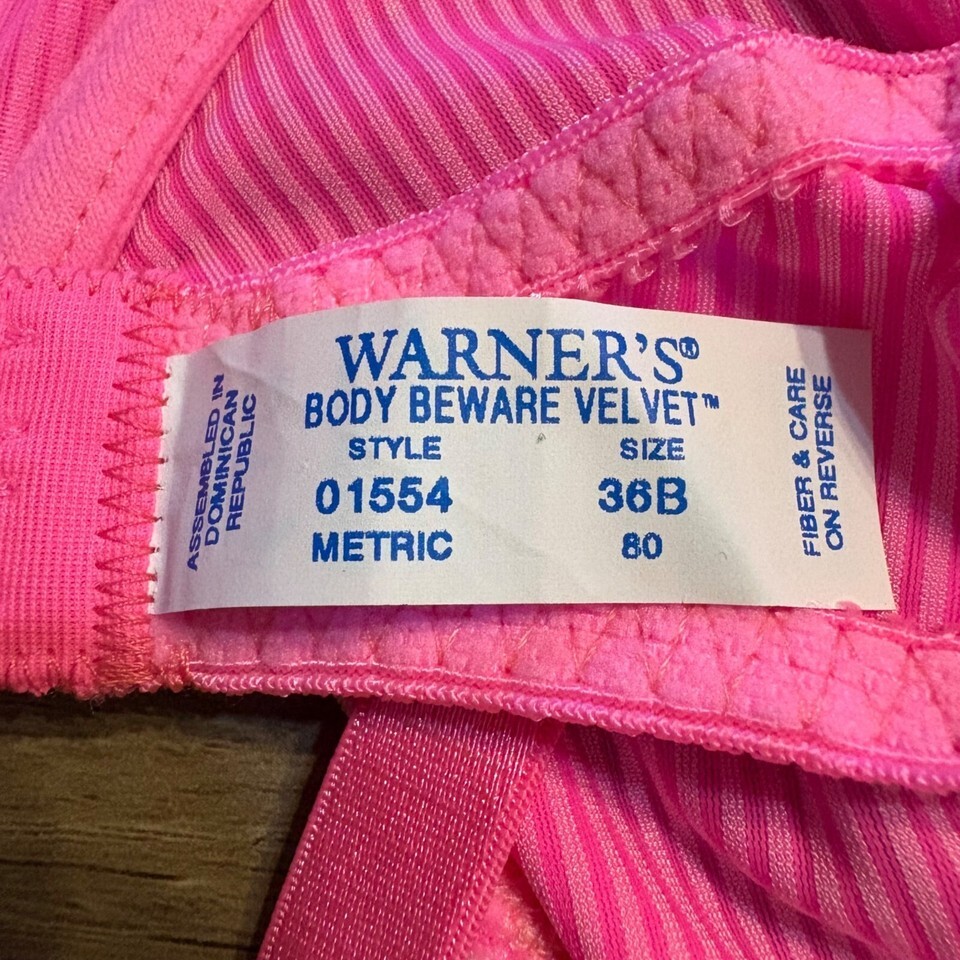 WARNER'S®
BODY BEWARE VELVET™
STYLE SIZE
01554 36B
METRIC 80
ASSEMBLED IN
DOMINICAN
REPUBLIC
FIBER & CARE
ON REVERSE